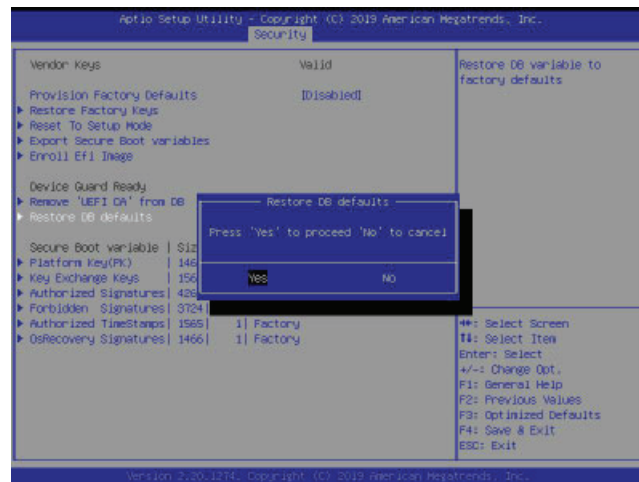 Aptio Setup Utility - Copyright (C) 2019 American Megatrends, Inc.
Security
Vendor Keys Valid
Provision Factory Defaults [Disabled]
Restore Factory Keys
Reset To Setup Mode
Export Secure Boot variables
Enroll Efi Image
Device Guard Ready
Remove 'UEFI CA' from DB
Restore DB defaults
Secure Boot variable | Siz
Platform Key(PK) | 146
Key Exchange Keys | 156
Authorized Signatures| 426
Forbidden Signatures| 3724|
Authorized TimeStamps| 1565| 1| Factory
OsRecovery Signatures| 1466| 1| Factory
Restore DB defaults
Press 'Yes' to proceed 'No' to cancel
Yes No
Restore DB variable to
factory defaults
→←: Select Screen
↑↓: Select Item
Enter: Select
+/-: Change Opt.
F1: General Help
F2: Previous Values
F3: Optimized Defaults
F4: Save & Exit
ESC: Exit
Version 2.20.1274. Copyright (C) 2019 American Megatrends, Inc.